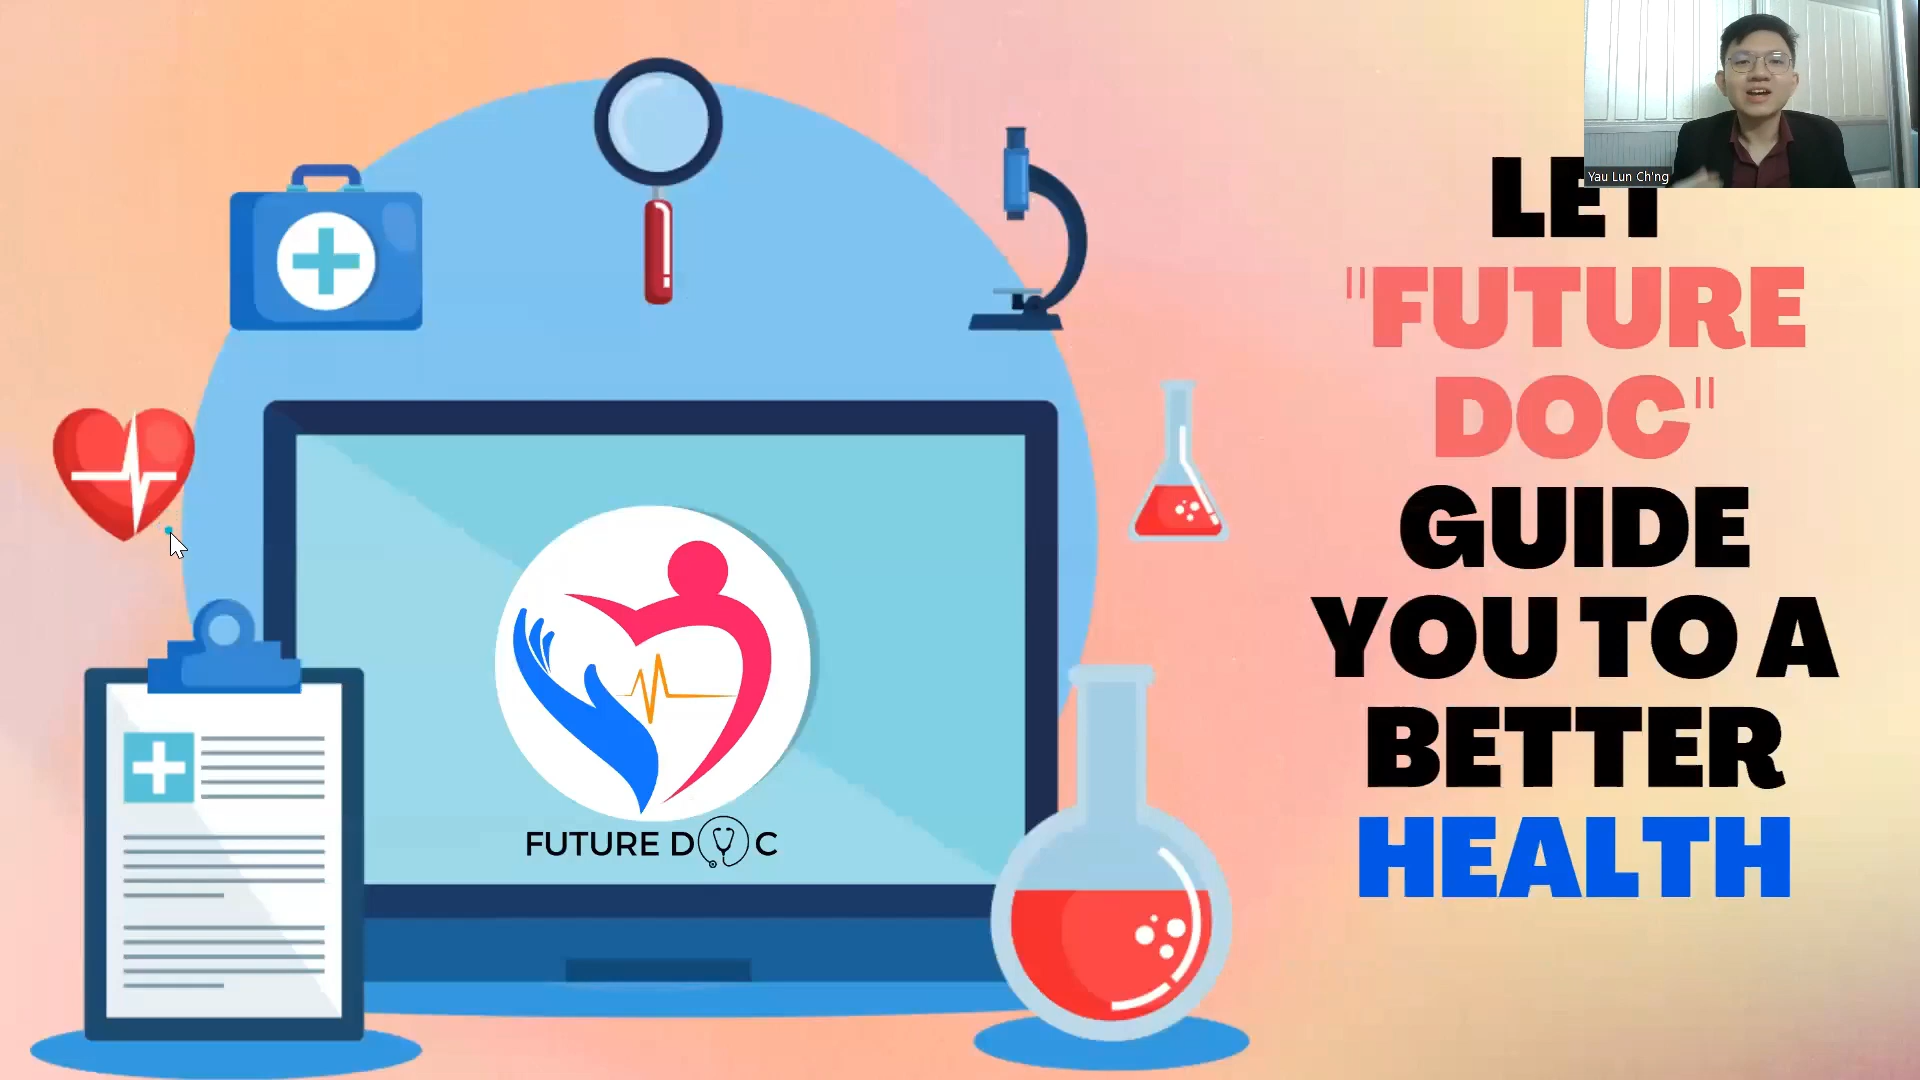 Yau Lun Ch'ng
LET
"FUTURE
DOC"
GUIDE
YOU TO A
BETTER
HEALTH
FUTURE DOC